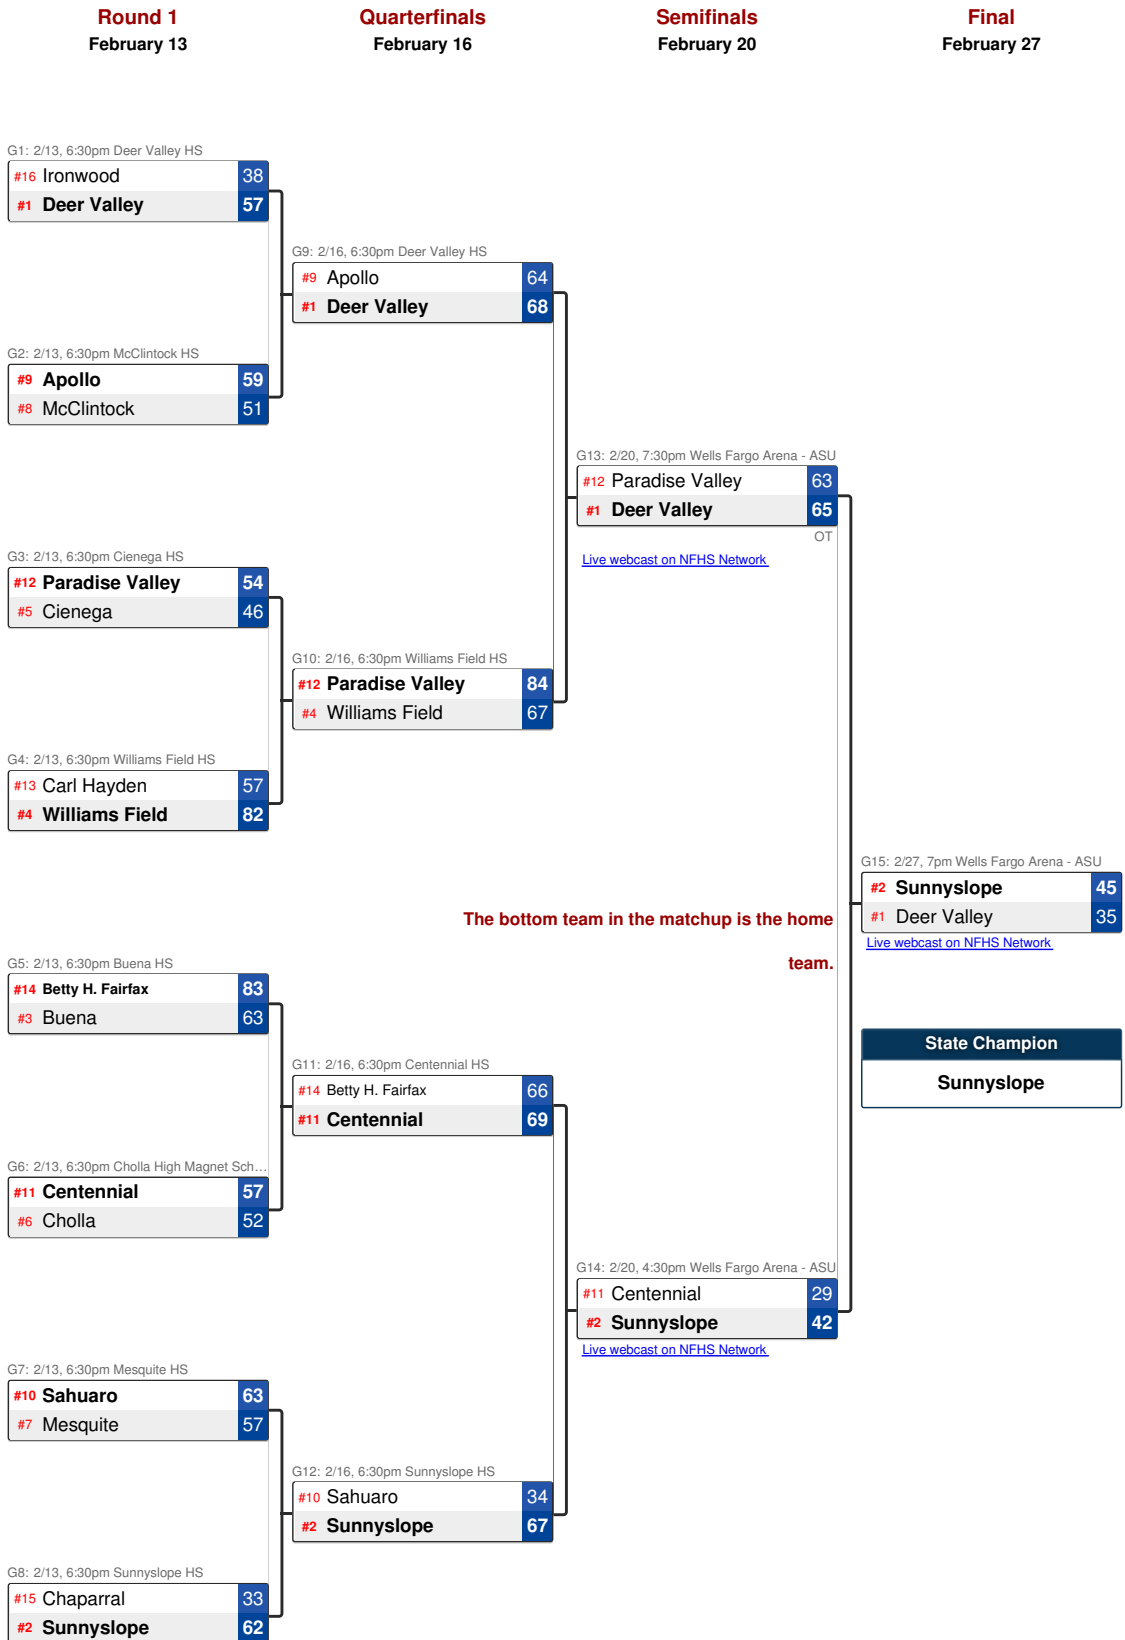 Round 1
February 13
Quarterfinals
February 16
Semifinals
February 20
Final
February 27
G1: 2/13, 6:30pm Deer Valley HS
#16 Ironwood 38
#1 Deer Valley 57
G2: 2/13, 6:30pm McClintock HS
#9 Apollo 59
#8 McClintock 51
G3: 2/13, 6:30pm Cienega HS
#12 Paradise Valley 54
#5 Cienega 46
G4: 2/13, 6:30pm Williams Field HS
#13 Carl Hayden 57
#4 Williams Field 82
G5: 2/13, 6:30pm Buena HS
#14 Betty H. Fairfax 83
#3 Buena 63
G6: 2/13, 6:30pm Cholla High Magnet Sch...
#11 Centennial 57
#6 Cholla 52
G7: 2/13, 6:30pm Mesquite HS
#10 Sahuaro 63
#7 Mesquite 57
G8: 2/13, 6:30pm Sunnyslope HS
#15 Chaparral 33
#2 Sunnyslope 62
G9: 2/16, 6:30pm Deer Valley HS
#9 Apollo 64
#1 Deer Valley 68
G10: 2/16, 6:30pm Williams Field HS
#12 Paradise Valley 84
#4 Williams Field 67
G11: 2/16, 6:30pm Centennial HS
#14 Betty H. Fairfax 66
#11 Centennial 69
G12: 2/16, 6:30pm Sunnyslope HS
#10 Sahuaro 34
#2 Sunnyslope 67
G13: 2/20, 7:30pm Wells Fargo Arena - ASU
#12 Paradise Valley 63
#1 Deer Valley 65
OT
Live webcast on NFHS Network
The bottom team in the matchup is the home
team.
G14: 2/20, 4:30pm Wells Fargo Arena - ASU
#11 Centennial 29
#2 Sunnyslope 42
Live webcast on NFHS Network
G15: 2/27, 7pm Wells Fargo Arena - ASU
#2 Sunnyslope 45
#1 Deer Valley 35
Live webcast on NFHS Network
State Champion
Sunnyslope